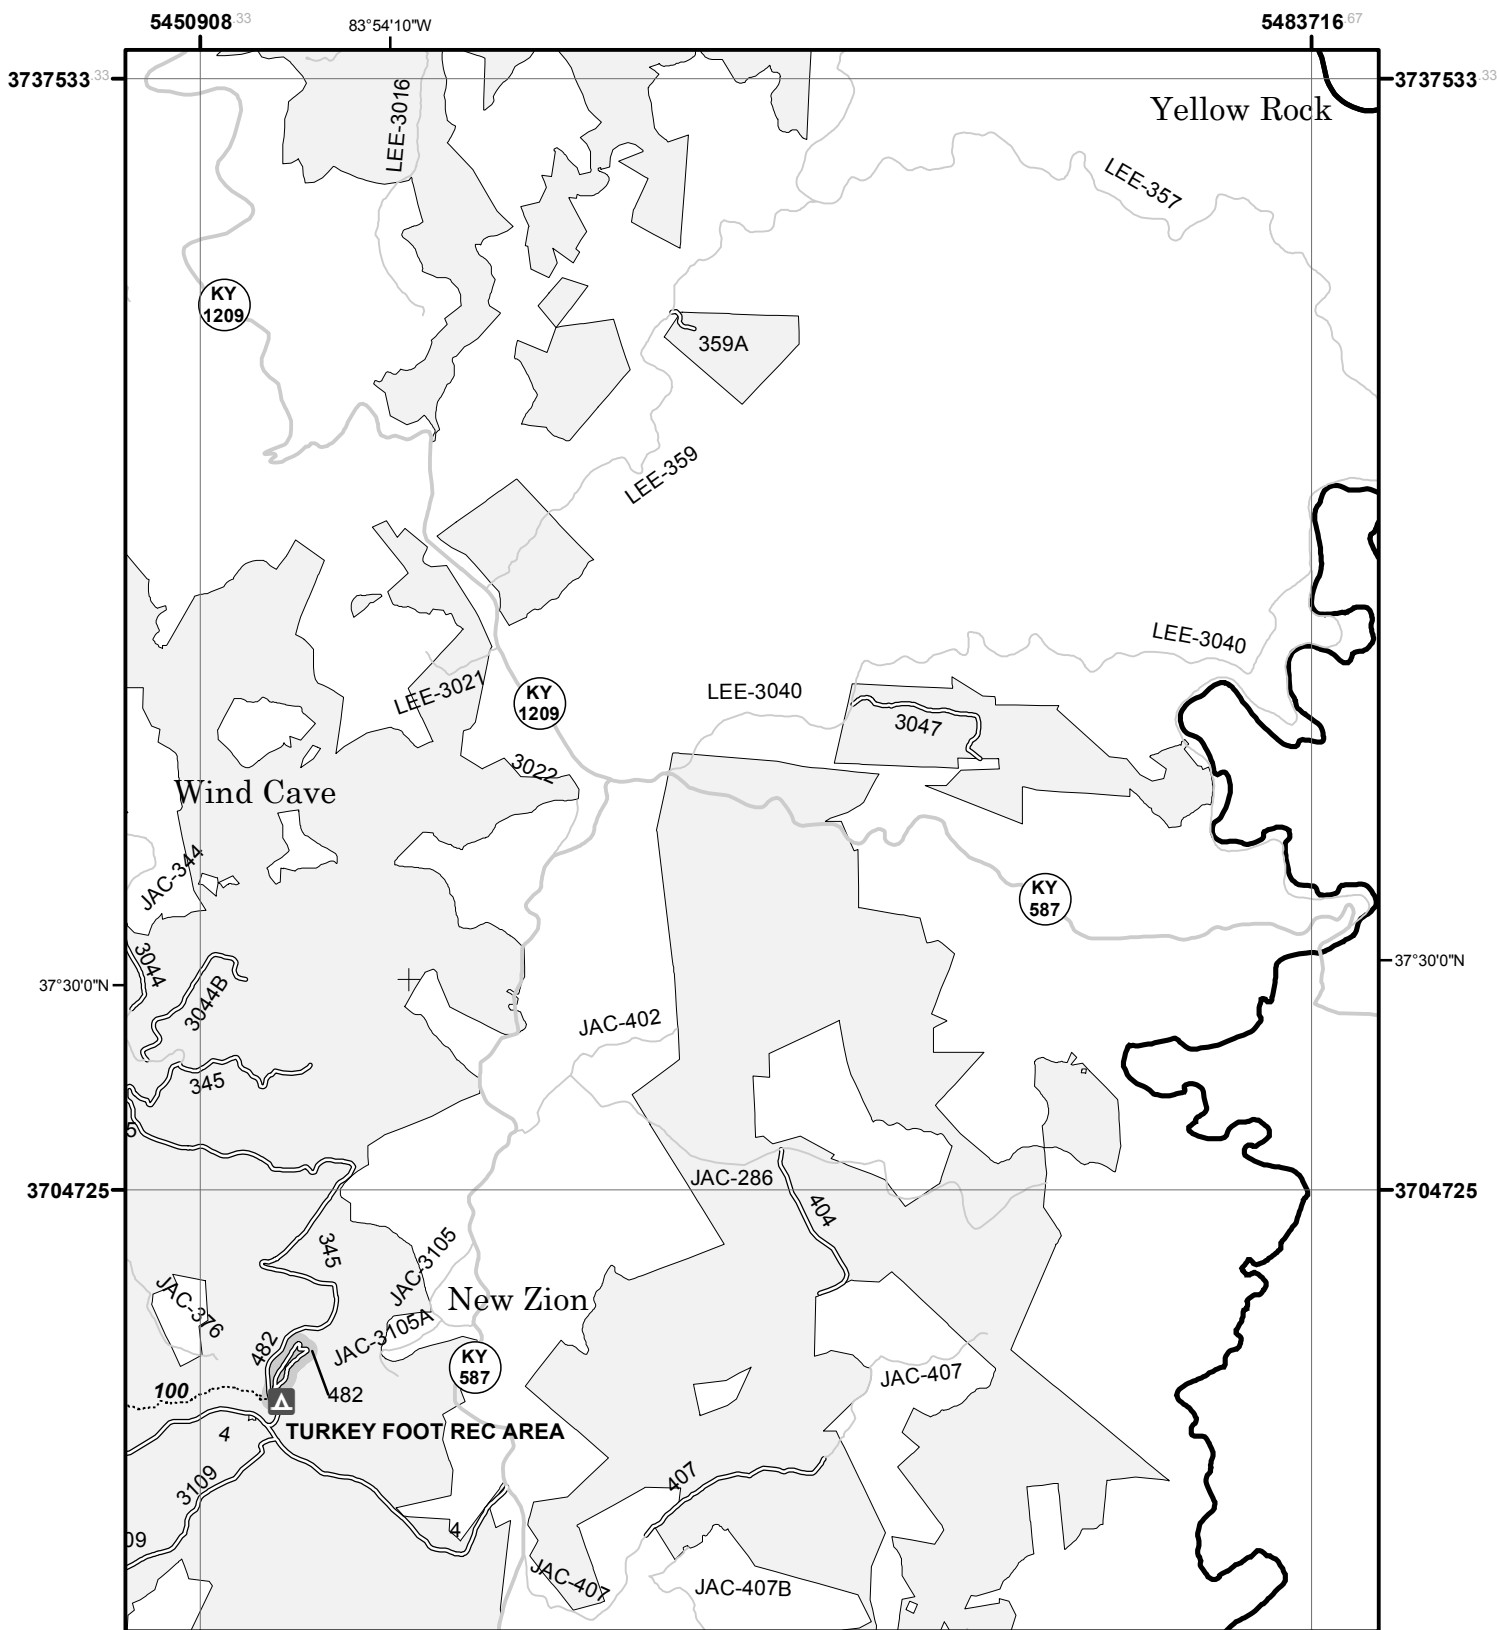 5450908.33
83°54'10"W
5483716.67
3737533.33
3737533.33
Yellow Rock
LEE-3016
LEE-357
KY
1209
359A
LEE-359
LEE-3040
LEE-3021
LEE-3040
KY
1209
3047
3022
Wind Cave
JAC-344
KY
587
3044
3044B
37°30'0"N
37°30'0"N
JAC-402
345
5
JAC-286
3704725
3704725
404
345
JAC-3105
JAC-376
New Zion
JAC-3105A
482
KY
587
JAC-407
100
482
4
TURKEY FOOT REC AREA
3109
407
4
09
JAC-407
JAC-407B